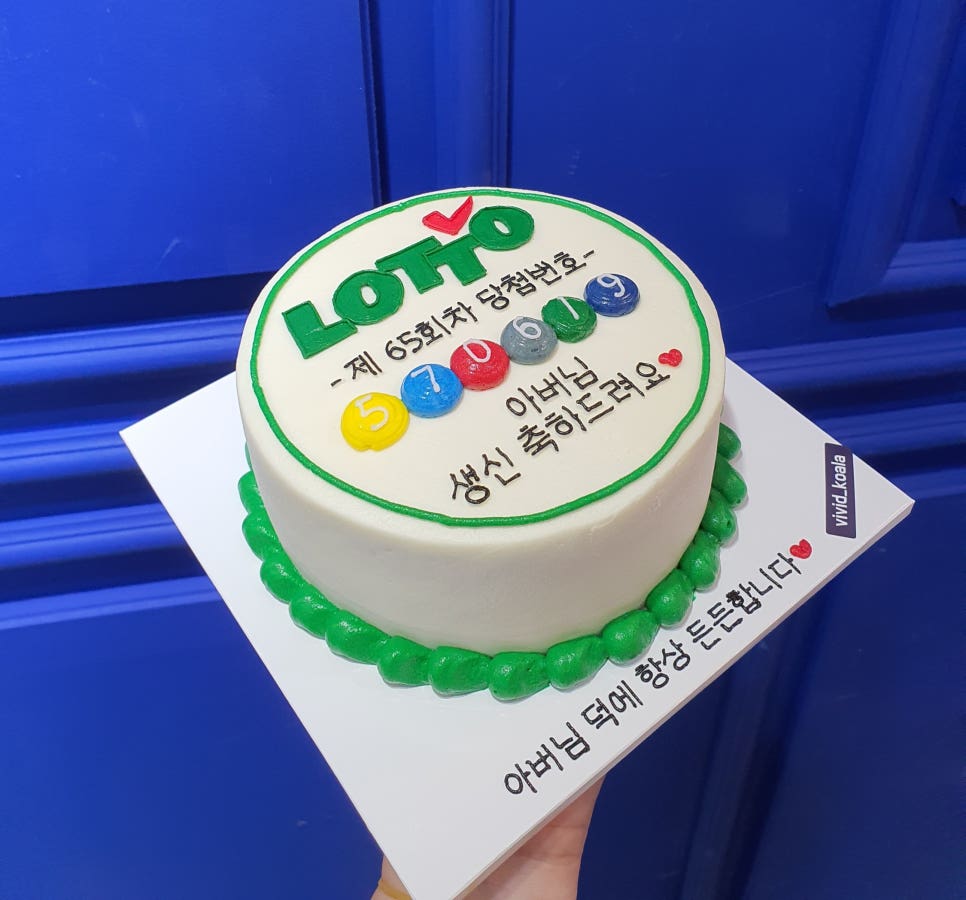 LOTTO
- 제 65회차 당첨번호-
5 7 0 6 1 9
아버님
생신 축하드려요
아버님 덕에 항상 든든합니다
vivid_koala